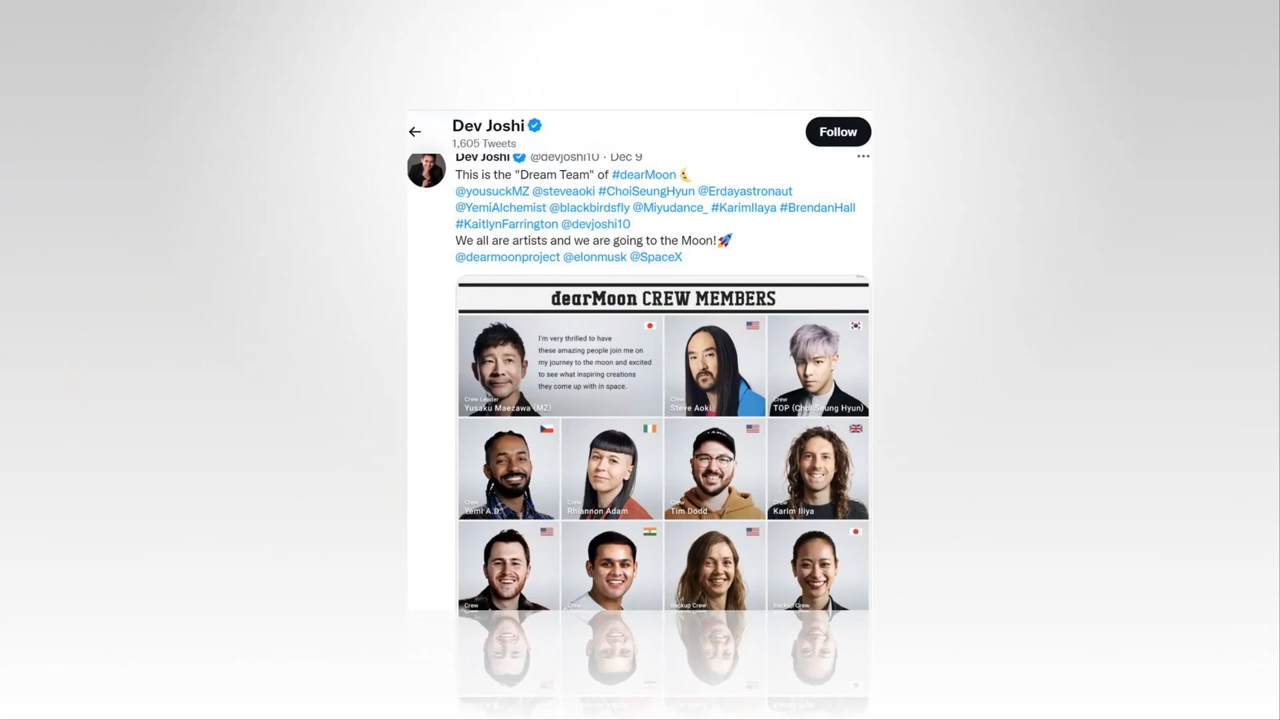 Dev Joshi
Follow
1,605 Tweets
Dev Joshi @devjoshi10 · Dec 9
This is the "Dream Team" of #dearMoon
@yousuckMZ @steveaoki #ChoiSeungHyun @Erdayastronaut
@YemiAlchemist @blackbirdsfly @Miyudance_ #KarimIlaya #BrendanHall
#KaitlynFarrington @devjoshi10
We all are artists and we are going to the Moon!
@dearmoonproject @elonmusk @SpaceX
dearMoon CREW MEMBERS
I'm very thrilled to have
these amazing people join me on
my journey to the moon and excited
to see what inspiring creations
they come up with in space.
Crew Leader
Yusaku Maezawa (MZ)
Crew
Steve Aoki
Crew
TOP (Choi Seung Hyun)
Crew
Yemi A.D.
Crew
Rhiannon Adam
Crew
Tim Dodd
Crew
Karim Iliya
Crew
Crew
Backup Crew
Backup Crew